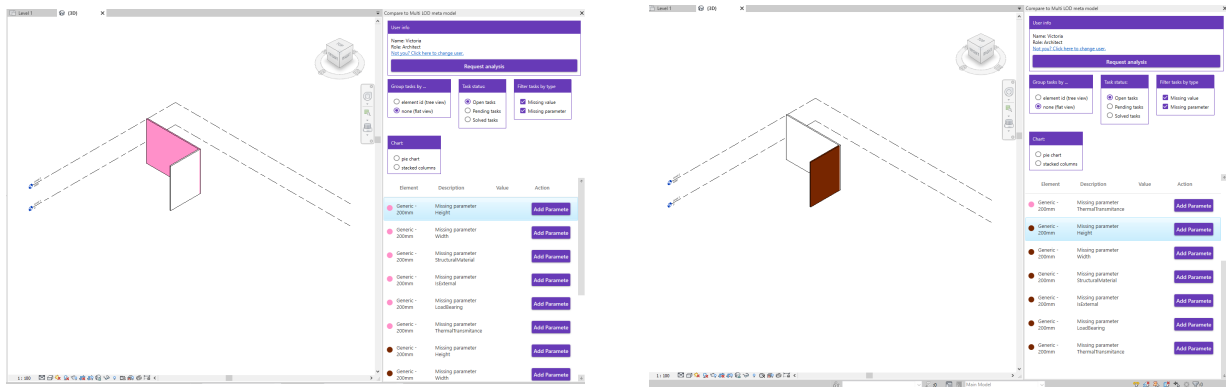 Level 1
(3D)
Compare to Multi LOD meta model
User info
Name: Victoria
Role: Architect
Not you? Click here to change user.
Request analysis
Group tasks by ...
element id (tree view)
none (flat view)
Task status:
Open tasks
Pending tasks
Solved tasks
Filter tasks by type
Missing value
Missing parameter
Chart:
pie chart
stacked columns
Element Description Value Action
Generic - 200mm Missing parameter Height Add Paramete
Generic - 200mm Missing parameter Width Add Paramete
Generic - 200mm Missing parameter StructuralMaterial Add Paramete
Generic - 200mm Missing parameter IsExternal Add Paramete
Generic - 200mm Missing parameter LoadBearing Add Paramete
Generic - 200mm Missing parameter ThermalTransmitance Add Paramete
Generic - 200mm Missing parameter Height Add Paramete
Generic - 200mm Missing parameter Width Add Paramete
1 : 100
Level 1
(3D)
Compare to Multi LOD meta model
User info
Name: Victoria
Role: Architect
Not you? Click here to change user.
Request analysis
Group tasks by ...
element id (tree view)
none (flat view)
Task status:
Open tasks
Pending tasks
Solved tasks
Filter tasks by type
Missing value
Missing parameter
Chart:
pie chart
stacked columns
Element Description Value Action
Generic - 200mm Missing parameter ThermalTransmitance Add Paramete
Generic - 200mm Missing parameter Height Add Paramete
Generic - 200mm Missing parameter Width Add Paramete
Generic - 200mm Missing parameter StructuralMaterial Add Paramete
Generic - 200mm Missing parameter IsExternal Add Paramete
Generic - 200mm Missing parameter LoadBearing Add Paramete
Generic - 200mm Missing parameter ThermalTransmitance Add Paramete
1 : 100
Main Model